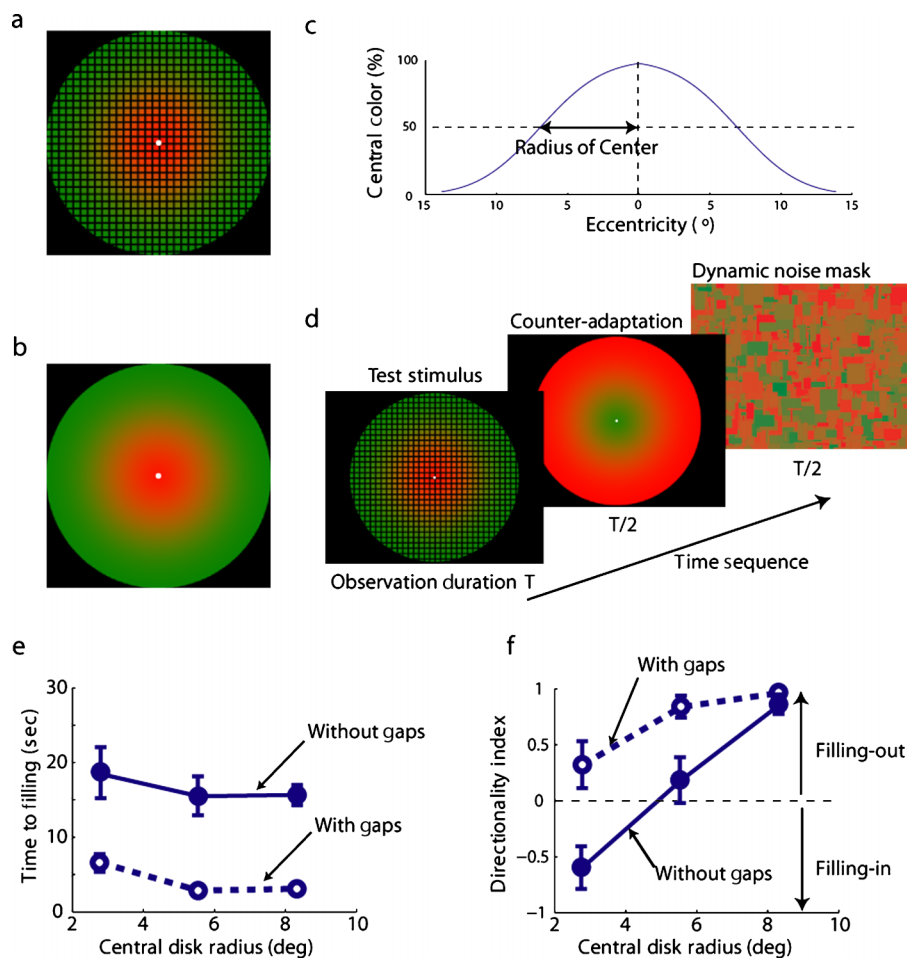 a
c
100
50
0
Central color (%)
Radius of Center
15
10
5
0
5
10
15
Eccentricity ( º)
b
d
Dynamic noise mask
Counter-adaptation
Test stimulus
T/2
T/2
Time sequence
Observation duration T
e
30
20
10
0
Time to filling (sec)
Without gaps
With gaps
2
4
6
8
10
Central disk radius (deg)
f
1
0.5
0
−0.5
−1
Directionality index
With gaps
Filling-out
Without gaps
Filling-in
2
4
6
8
10
Central disk radius (deg)